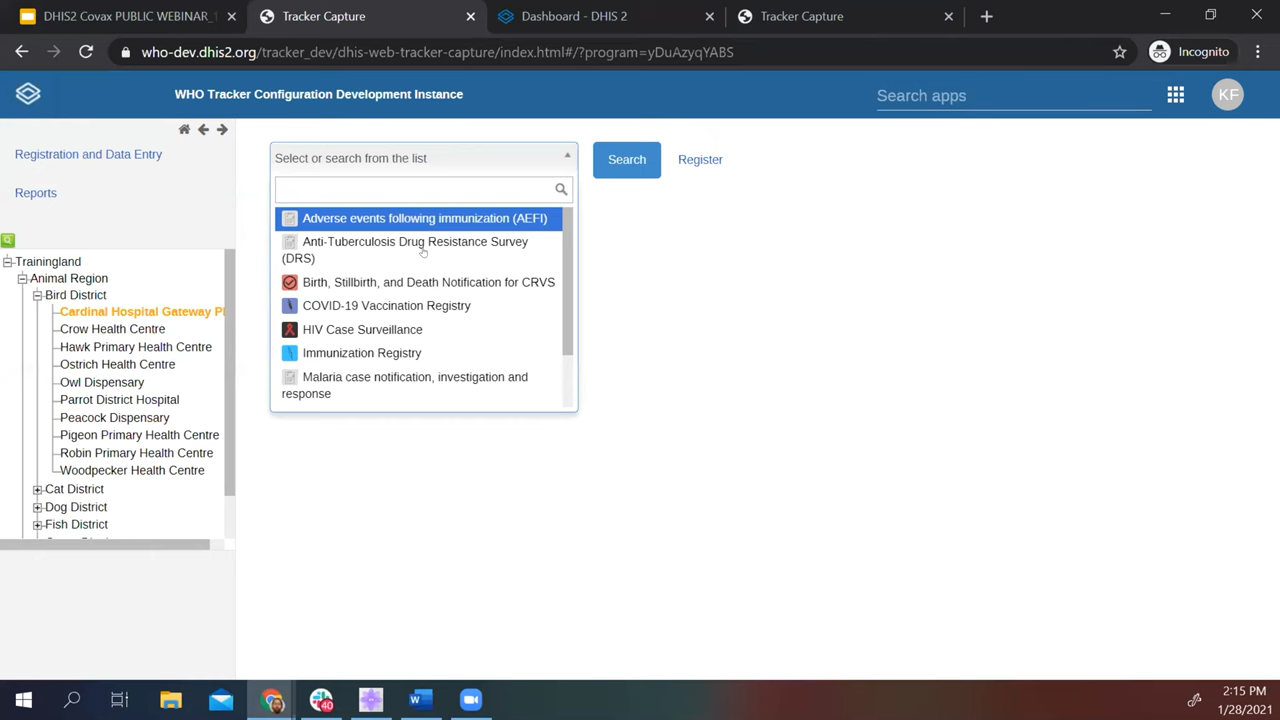 DHIS2 Covax PUBLIC WEBINAR_
Tracker Capture
Dashboard - DHIS 2
Tracker Capture
who-dev.dhis2.org/tracker_dev/dhis-web-tracker-capture/index.html#/?program=yDuAzyqYABS
Incognito
WHO Tracker Configuration Development Instance
Search apps
KF
Registration and Data Entry
Reports
Trainingland
Animal Region
Bird District
Cardinal Hospital Gateway P
Crow Health Centre
Hawk Primary Health Centre
Ostrich Health Centre
Owl Dispensary
Parrot District Hospital
Peacock Dispensary
Pigeon Primary Health Centre
Robin Primary Health Centre
Woodpecker Health Centre
Cat District
Dog District
Fish District
Select or search from the list
Search
Register
Adverse events following immunization (AEFI)
Anti-Tuberculosis Drug Resistance Survey
(DRS)
Birth, Stillbirth, and Death Notification for CRVS
COVID-19 Vaccination Registry
HIV Case Surveillance
Immunization Registry
Malaria case notification, investigation and
response
40
2:15 PM
1/28/2021